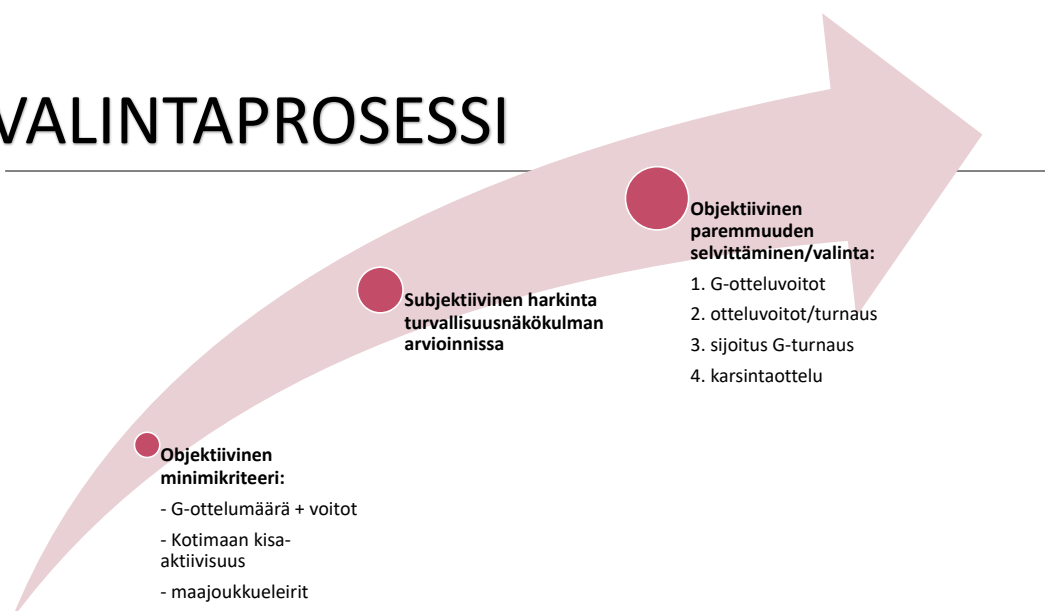 VALINTAPROSESSI
Objektiivinen
minimikriteeri:
- G-ottelumäärä + voitot
- Kotimaan kisa-
aktiivisuus
- maajoukkueleirit
Subjektiivinen harkinta
turvallisuusnäkökulman
arvioinnissa
Objektiivinen
paremmuuden
selvittäminen/valinta:
1. G-otteluvoitot
2. otteluvoitot/turnaus
3. sijoitus G-turnaus
4. karsintaottelu